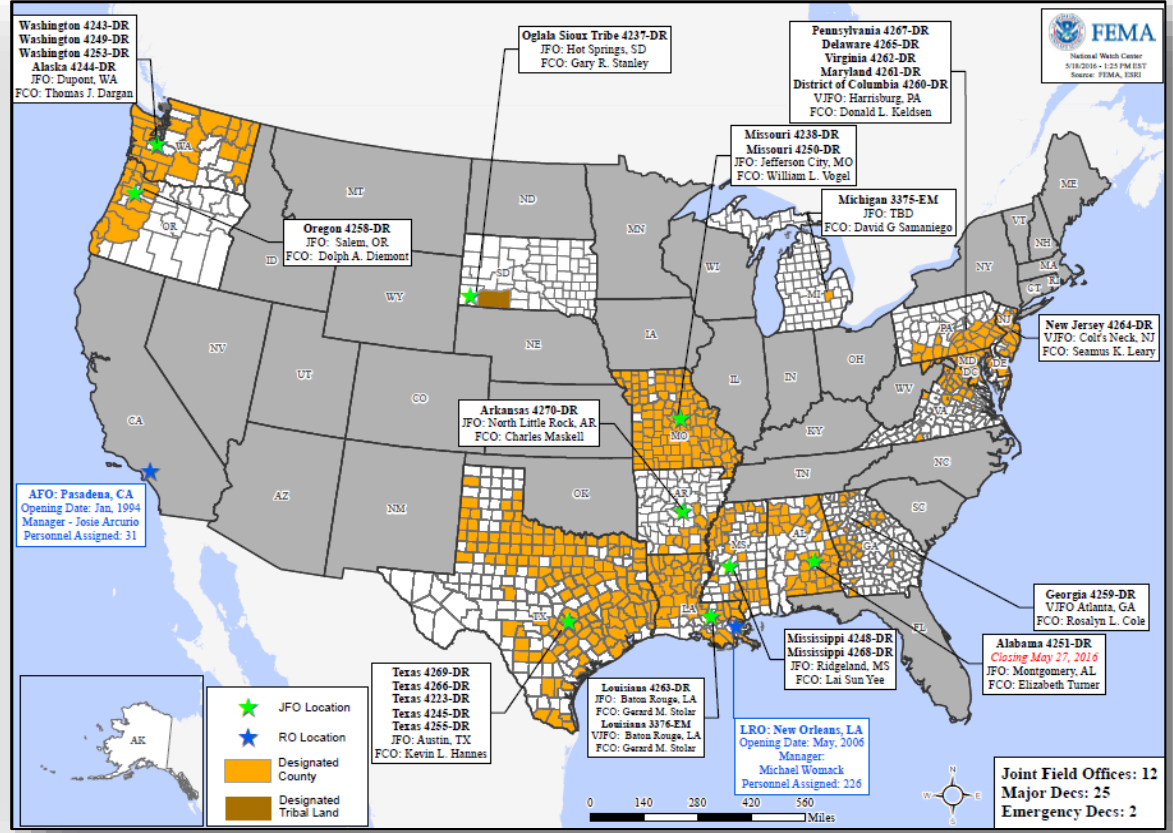 Washington 4243-DR
Washington 4249-DR
Washington 4253-DR
Alaska 4244-DR
JFO: Dupont, WA
FCO: Thomas J. Dargan
Oglala Sioux Tribe 4237-DR
JFO: Hot Springs, SD
FCO: Gary R. Stanley
Pennsylvania 4267-DR
Delaware 4265-DR
Virginia 4262-DR
Maryland 4261-DR
District of Columbia 4260-DR
VJFO: Harrisburg, PA
FCO: Donald L. Keldsen
FEMA
National Watch Center
5/18/2016 - 1:25 PM EST
Source: FEMA, ESRI
Missouri 4238-DR
Missouri 4250-DR
JFO: Jefferson City, MO
FCO: William L. Vogel
Michigan 3375-EM
JFO: TBD
FCO: David G Samaniego
Oregon 4258-DR
JFO: Salem, OR
FCO: Dolph A. Diemont
New Jersey 4264-DR
VJFO: Colt's Neck, NJ
FCO: Seamus K. Leary
Arkansas 4270-DR
JFO: North Little Rock, AR
FCO: Charles Maskell
AFO: Pasadena, CA
Opening Date: Jan, 1994
Manager - Josie Arcurio
Personnel Assigned: 31
Georgia 4259-DR
VJFO Atlanta, GA
FCO: Rosalyn L. Cole
Alabama 4251-DR
Closing May 27, 2016
JFO: Montgomery, AL
FCO: Elizabeth Turner
Mississippi 4248-DR
Mississippi 4268-DR
JFO: Ridgeland, MS
FCO: Lai Sun Yee
Texas 4269-DR
Texas 4266-DR
Texas 4223-DR
Texas 4245-DR
Texas 4255-DR
JFO: Austin, TX
FCO: Kevin L. Hannes
Louisiana 4263-DR
JFO: Baton Rouge, LA
FCO: Gerard M. Stolar
Louisiana 3376-EM
VJFO: Baton Rouge, LA
FCO: Gerard M. Stolar
LRO: New Orleans, LA
Opening Date: May, 2006
Manager:
Michael Womack
Personnel Assigned: 226
WA
OR
MT
ID
WY
ND
SD
NE
MN
WI
MI
IA
NV
UT
CO
CA
AZ
NM
OK
TX
MO
AR
LA
MS
AL
GA
FL
SC
NC
TN
KY
IL
IN
OH
WV
VA
PA
NJ
MD
DC
DE
NY
CT
RI
MA
NH
VT
ME
AK
JFO Location
RO Location
Designated
County
Designated
Tribal Land
0 140 280 420 560
Miles
N
W E
S
Joint Field Offices: 12
Major Decs: 25
Emergency Decs: 2